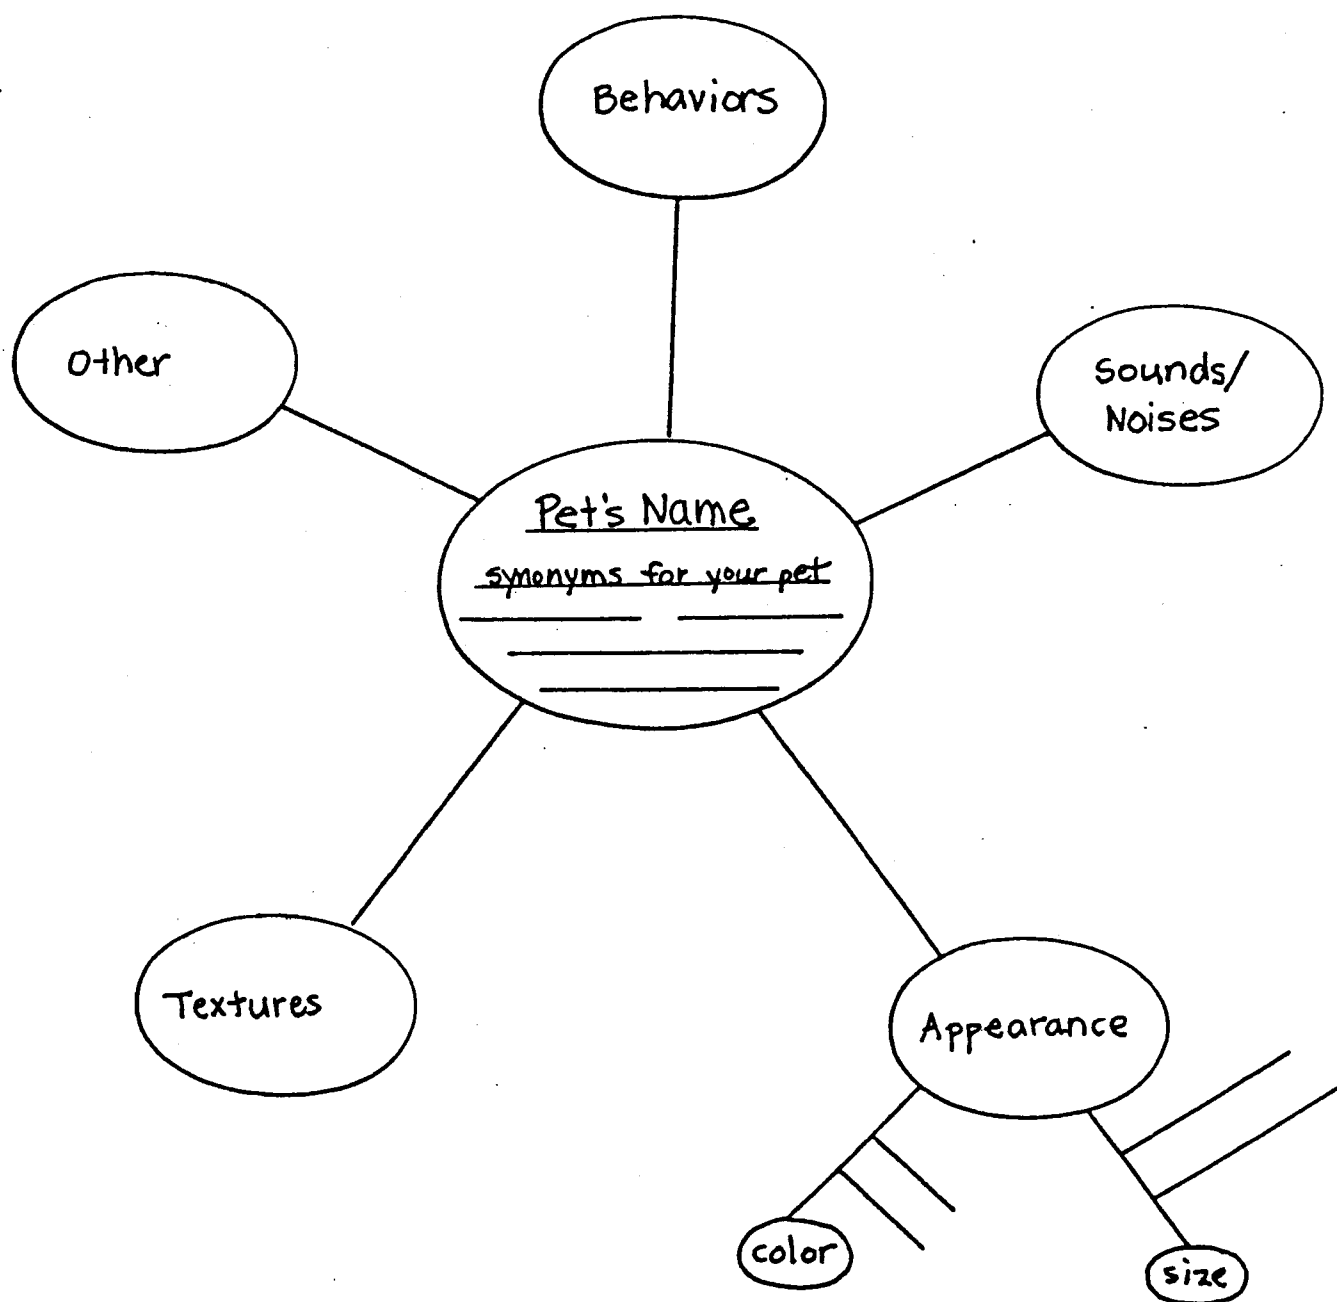 Behaviors
Other
Sounds/
Noises
Pet's Name
synonyms for your pet
Textures
Appearance
color
size